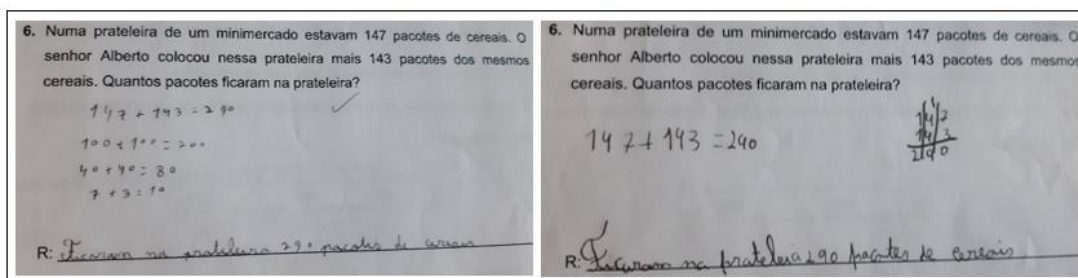 6. Numa prateleira de um minimercado estavam 147 pacotes de cereais. O
senhor Alberto colocou nessa prateleira mais 143 pacotes dos mesmos
cereais. Quantos pacotes ficaram na prateleira?
147 + 143 = 290
100 + 100 = 200
40 + 40 = 80
7 + 3 = 10
R: Ficaram na prateleira 290 pacotes de cereais
6. Numa prateleira de um minimercado estavam 147 pacotes de cereais. O
senhor Alberto colocou nessa prateleira mais 143 pacotes dos mesmos
cereais. Quantos pacotes ficaram na prateleira?
147 + 143 = 290
1
147
143
290
R: Ficaram na prateleira 290 pacotes de cereais